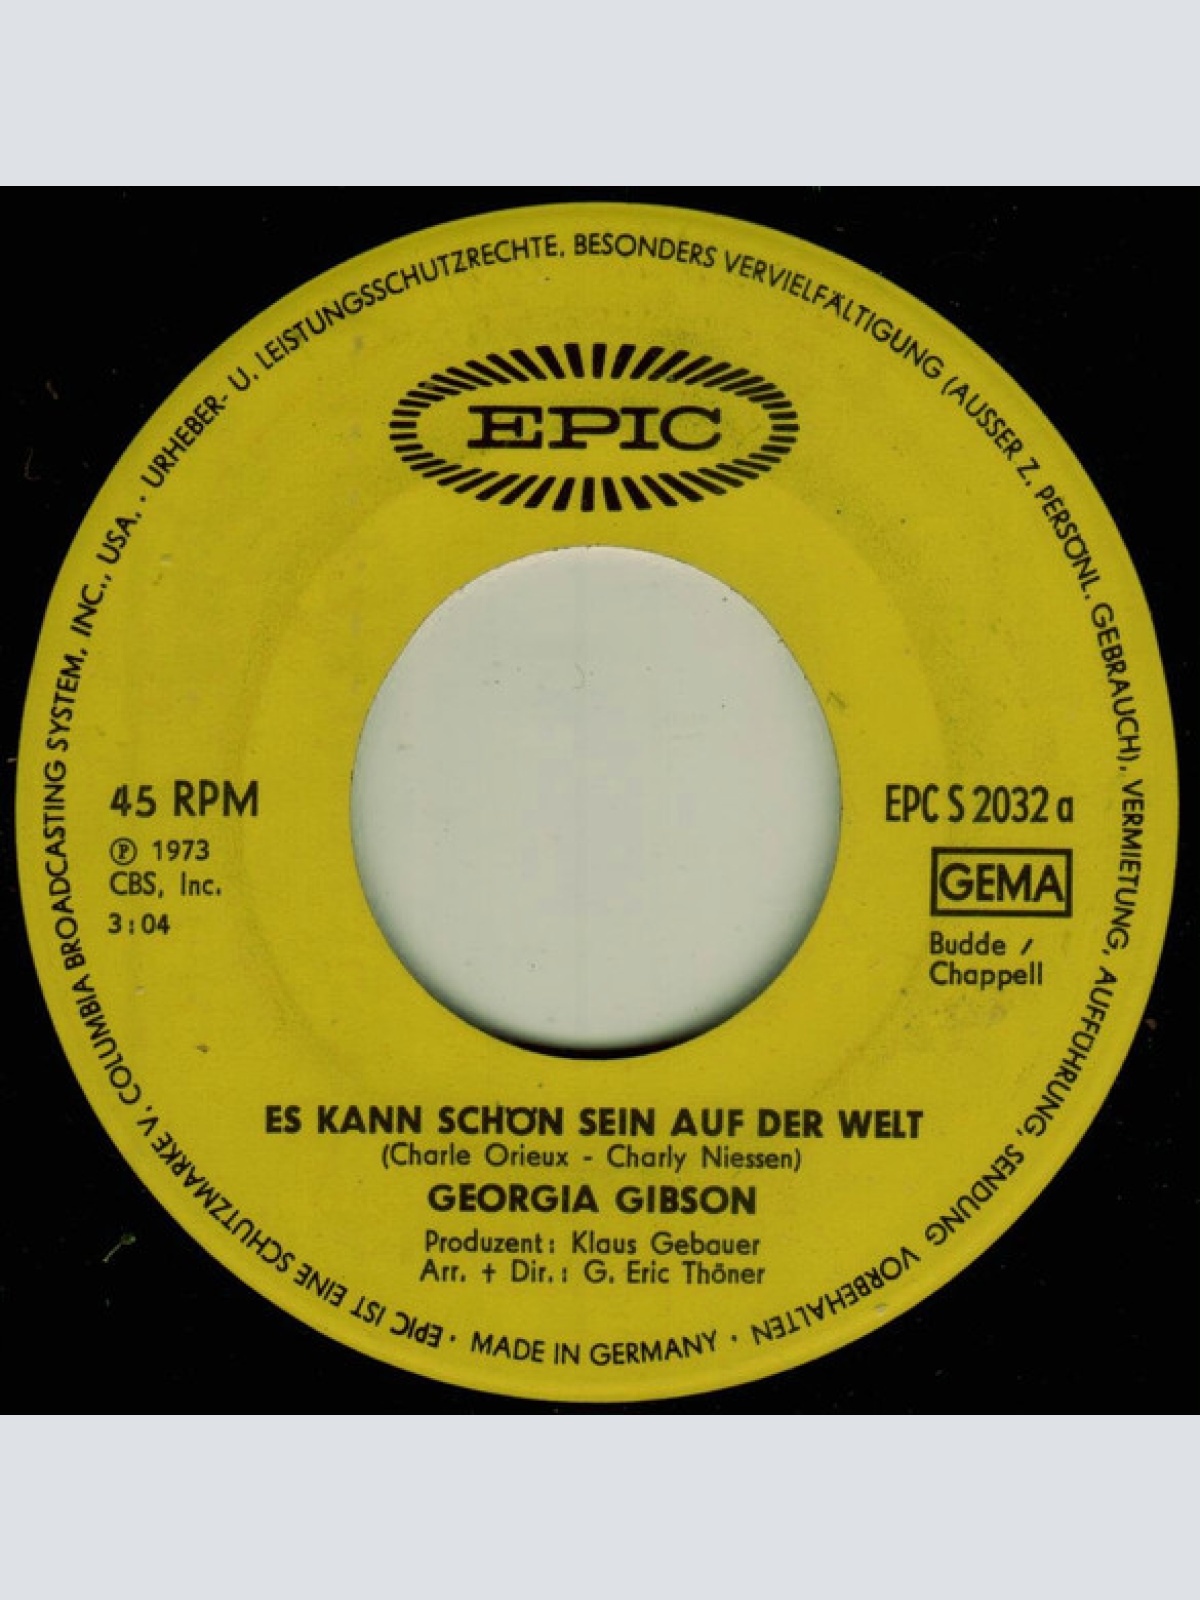 URHEBER- U. LEISTUNGSSCHUTZRECHTE, BESONDERS VERVIELFÄLTIGUNG (AUSSER Z. PERSÖNL. GEBRAUCH), VERMIETUNG, AUFFÜHRUNG, SENDUNG VORBEHALTEN · MADE IN GERMANY · EPIC IST EINE SCHUTZMARKE V. COLUMBIA BROADCASTING SYSTEM, INC., USA. ·
EPIC
45 RPM
℗ 1973
CBS, Inc.
3:04
EPC S 2032 a
GEMA
Budde /
Chappell
ES KANN SCHÖN SEIN AUF DER WELT
(Charle Orieux - Charly Niessen)
GEORGIA GIBSON
Produzent: Klaus Gebauer
Arr. + Dir.: G. Eric Thöner